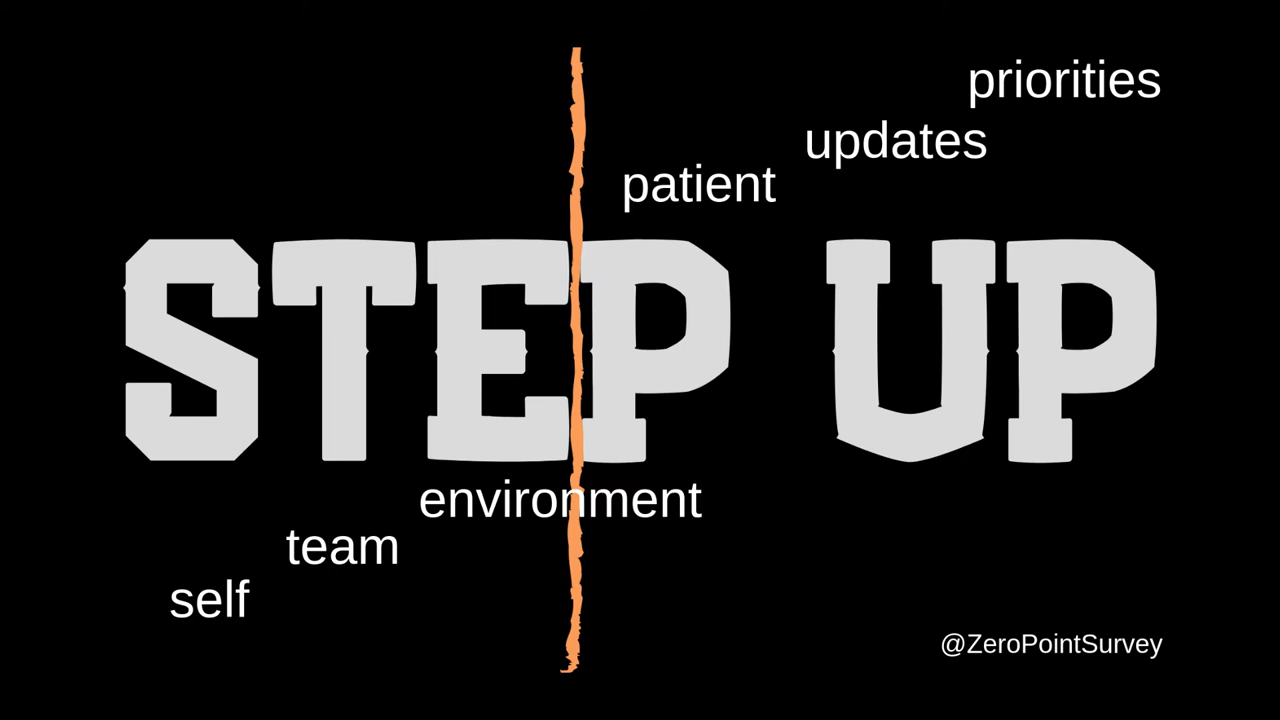 priorities
updates
patient
STEP UP
environment
team
self
@ZeroPointSurvey